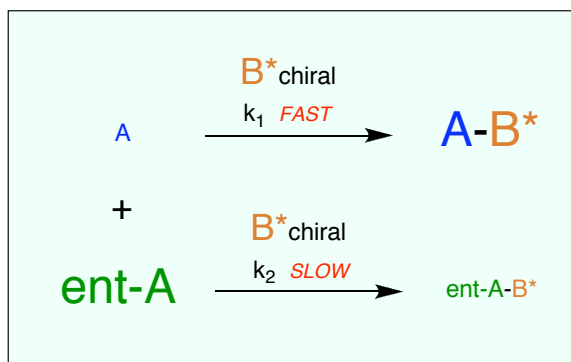 B* chiral
k₁ FAST
A A-B*
+
B* chiral
k₂ SLOW
ent-A ent-A-B*